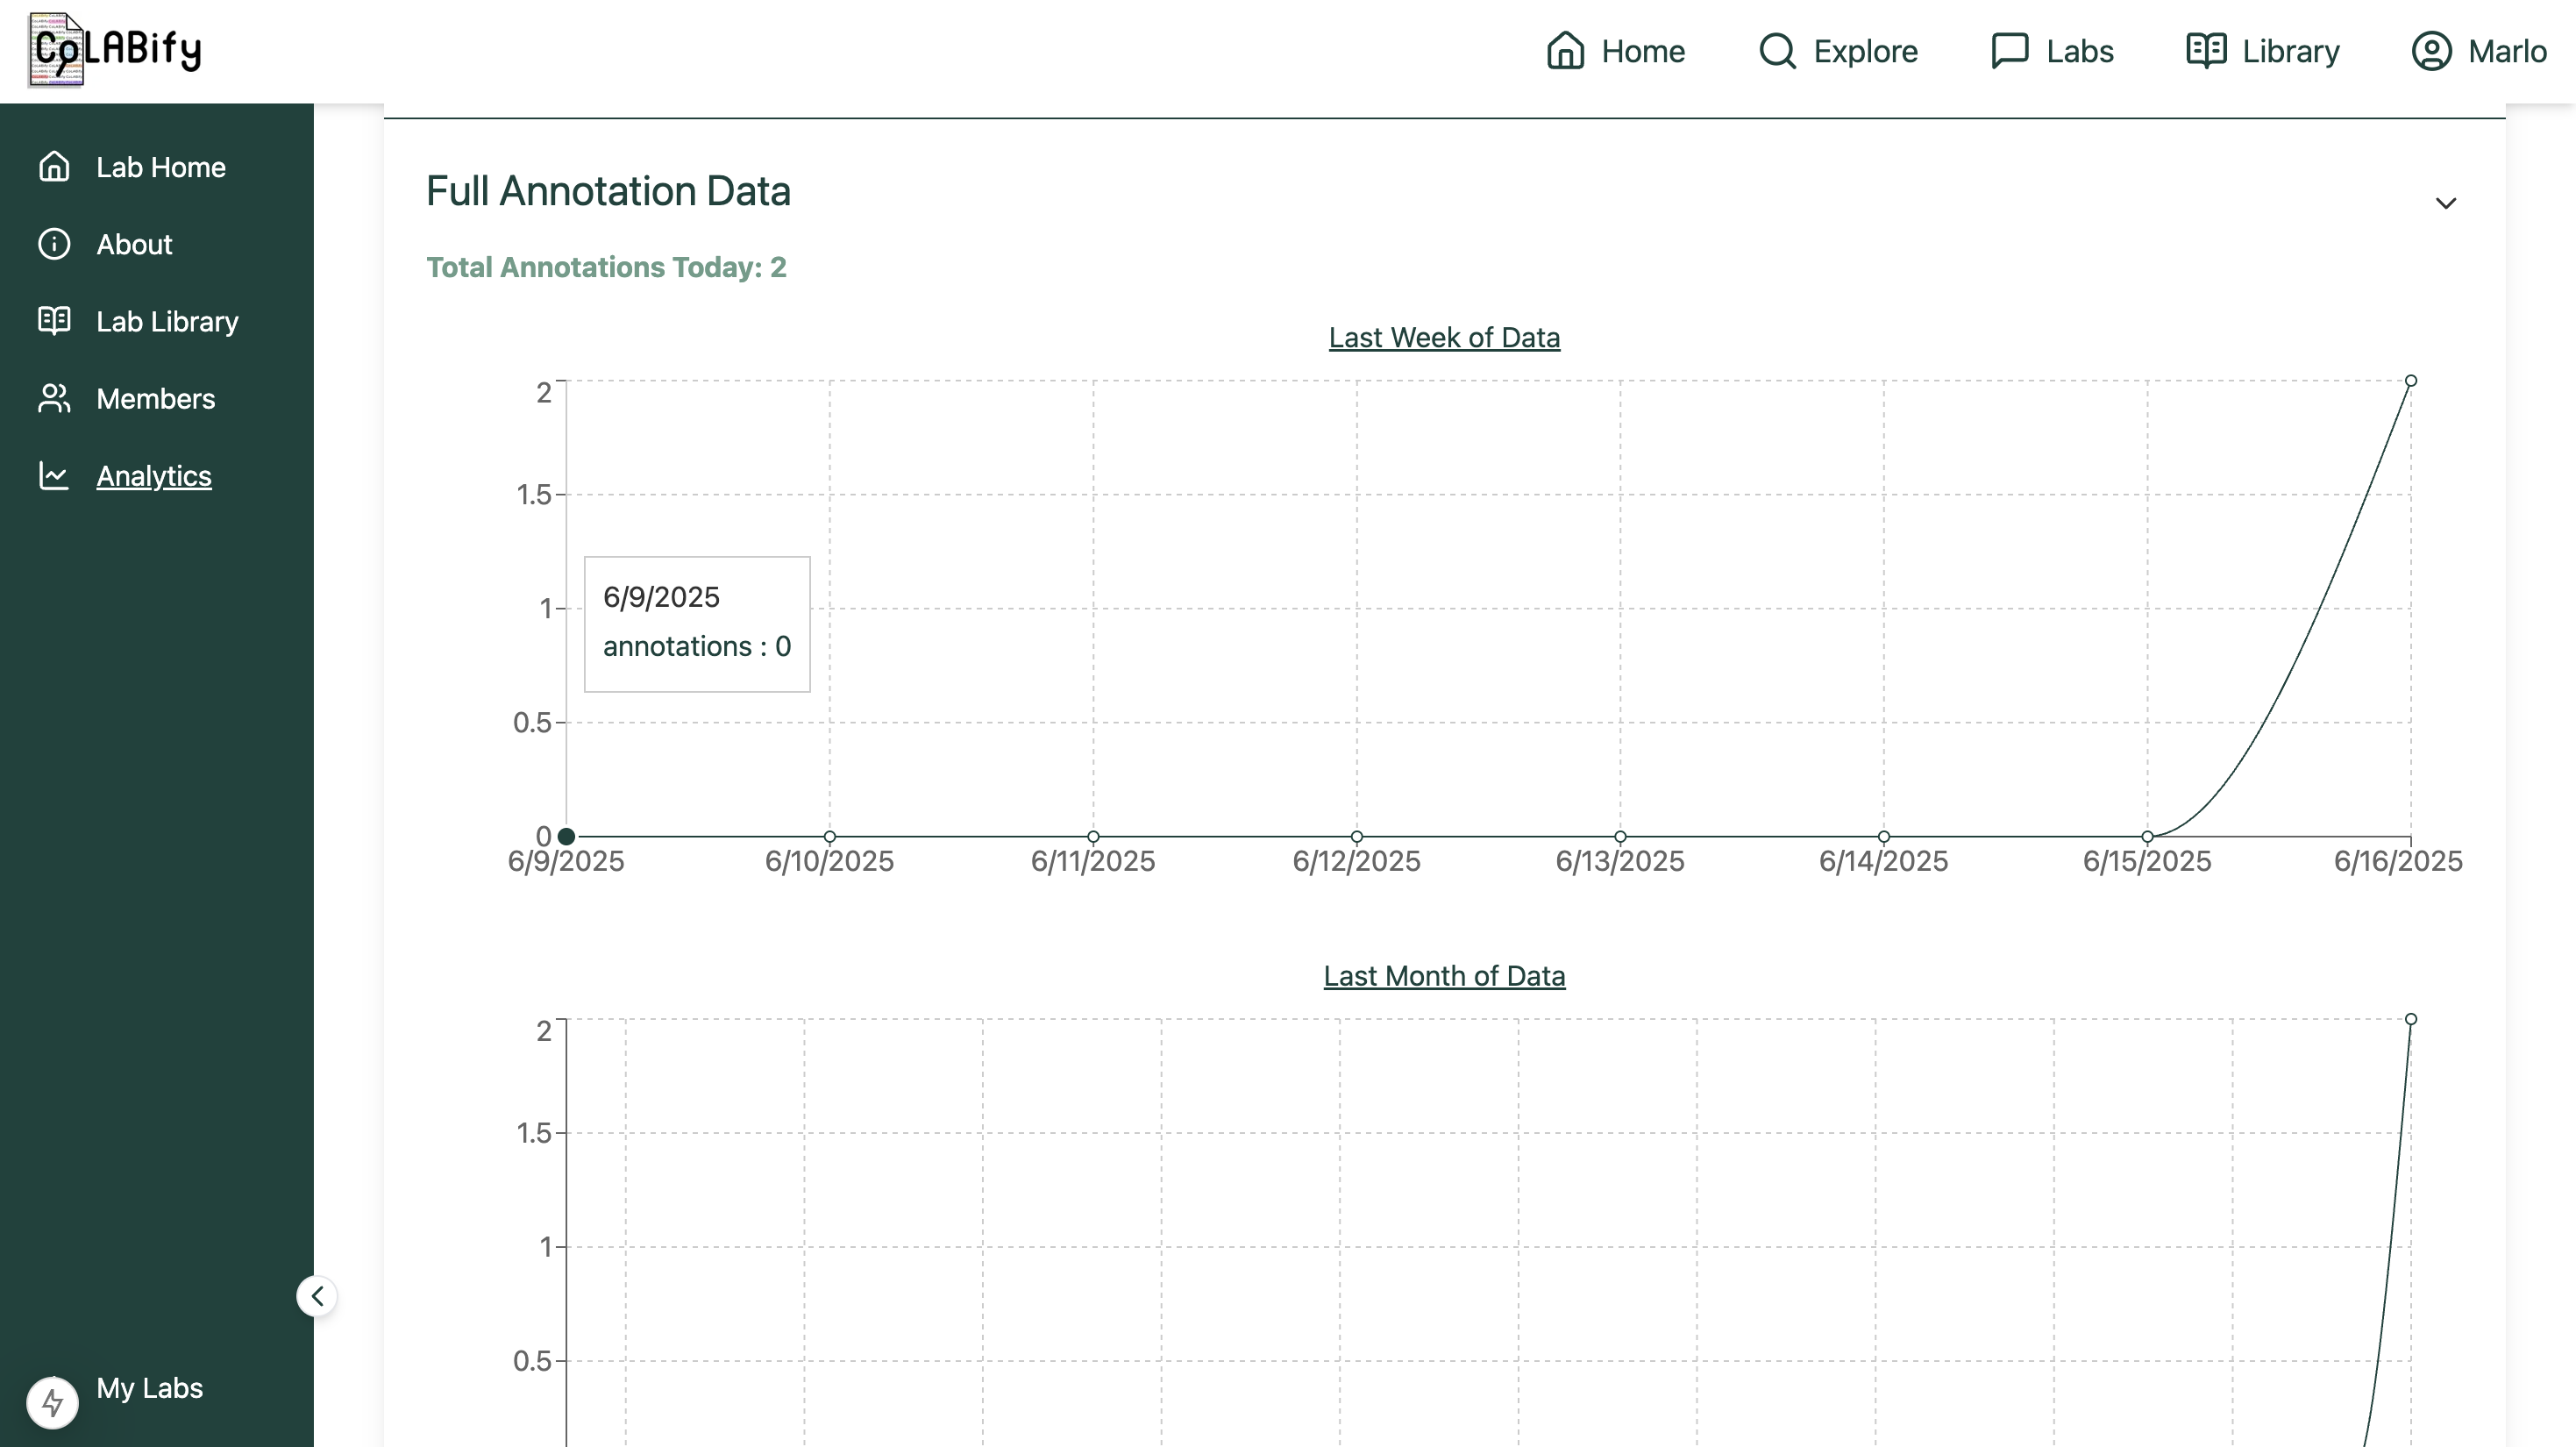 CoLABify
Home
Explore
Labs
Library
Marlo
Lab Home
About
Lab Library
Members
Analytics
My Labs
Full Annotation Data
Total Annotations Today: 2
Last Week of Data
2
1.5
1
0.5
0
6/9/2025
annotations : 0
6/9/2025 6/10/2025 6/11/2025 6/12/2025 6/13/2025 6/14/2025 6/15/2025 6/16/2025
Last Month of Data
2
1.5
1
0.5